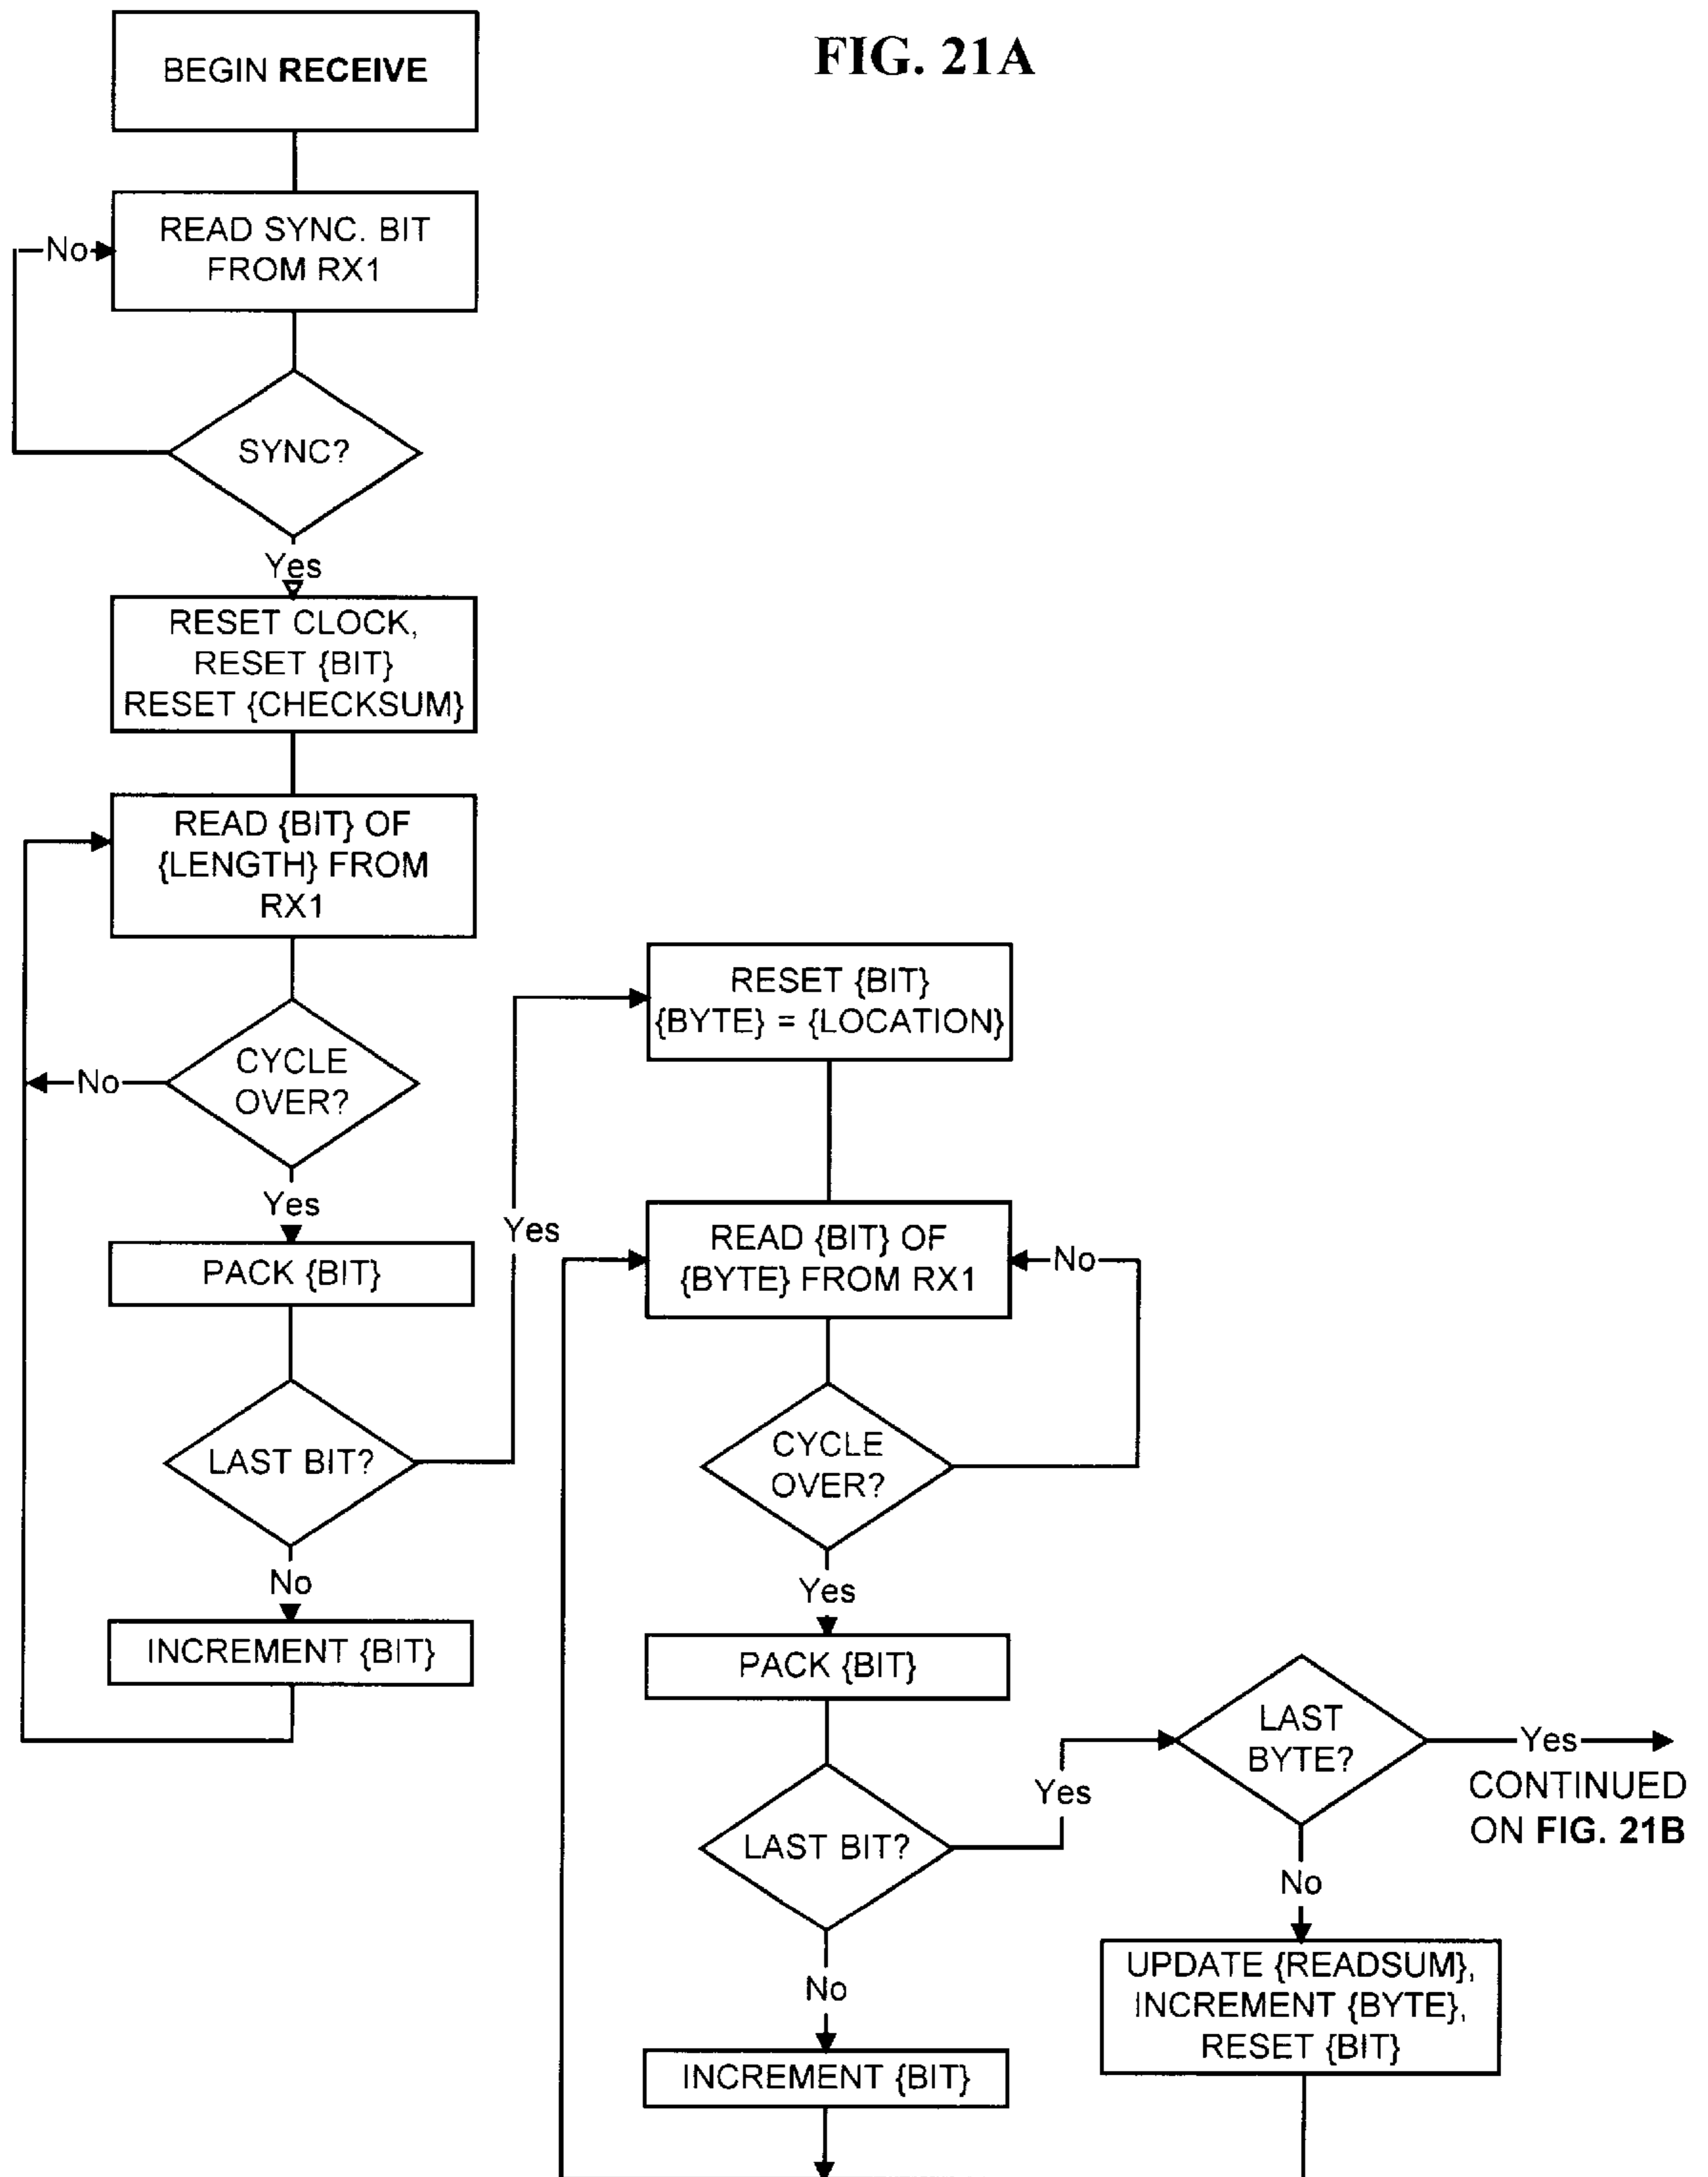 FIG. 21A
BEGIN RECEIVE
READ SYNC. BIT
FROM RX1
No
SYNC?
Yes
RESET CLOCK,
RESET {BIT}
RESET {CHECKSUM}
READ {BIT} OF
{LENGTH} FROM
RX1
CYCLE
OVER?
No
Yes
PACK {BIT}
LAST BIT?
Yes
No
INCREMENT {BIT}
RESET {BIT}
{BYTE} = {LOCATION}
READ {BIT} OF
{BYTE} FROM RX1
No
CYCLE
OVER?
Yes
PACK {BIT}
LAST BIT?
Yes
No
INCREMENT {BIT}
LAST
BYTE?
Yes
CONTINUED
ON FIG. 21B
No
UPDATE {READSUM},
INCREMENT {BYTE},
RESET {BIT}